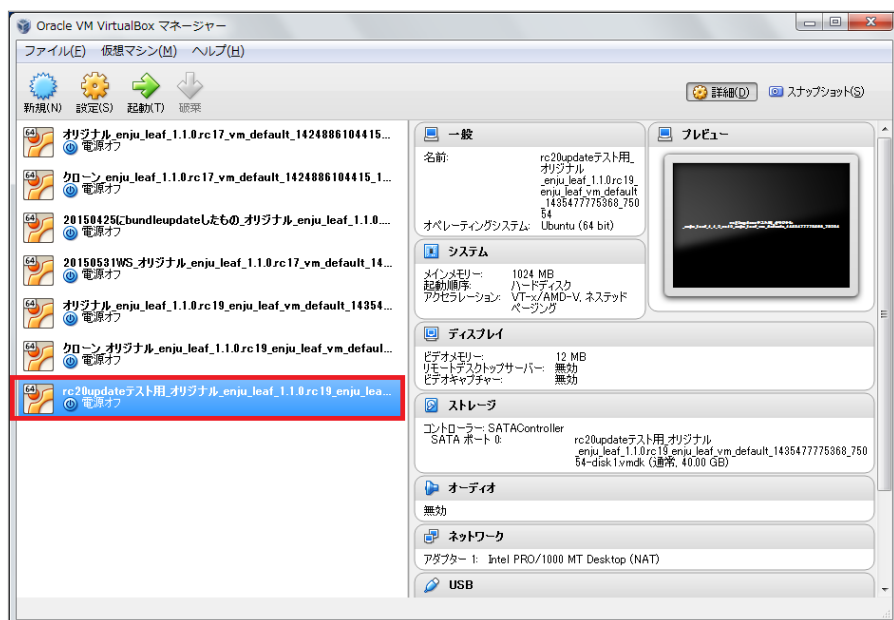 Oracle VM VirtualBox マネージャー
ファイル(F) 仮想マシン(M) ヘルプ(H)
新規(N) 設定(S) 起動(T) 破棄
詳細(D) スナップショット(S)
64 オリジナル_enju_leaf_1.1.0.rc17_vm_default_1424886104415...
電源オフ
64 クローン_enju_leaf_1.1.0.rc17_vm_default_1424886104415_1...
電源オフ
64 20150425にbundleupdateしたもの_オリジナル_enju_leaf_1.1.0....
電源オフ
64 20150531WS_オリジナル_enju_leaf_1.1.0.rc17_vm_default_14...
電源オフ
64 オリジナル_enju_leaf_1.1.0.rc19_enju_leaf_vm_default_14354...
電源オフ
64 クローン_オリジナル_enju_leaf_1.1.0.rc19_enju_leaf_vm_defaul...
電源オフ
64 rc20updateテスト用_オリジナル_enju_leaf_1.1.0.rc19_enju_lea...
電源オフ
一般
名前: rc20updateテスト用_
オリジナル
_enju_leaf_1.1.0.rc19_
enju_leaf_vm_default
_1435477775368_750
54
オペレーティングシステム: Ubuntu (64 bit)
プレビュー
システム
メインメモリー: 1024 MB
起動順序: ハードディスク
アクセラレーション: VT-x/AMD-V, ネステッド
ページング
ディスプレイ
ビデオメモリー: 12 MB
リモートデスクトップサーバー: 無効
ビデオキャプチャー: 無効
ストレージ
コントローラー: SATAController
SATA ポート 0: rc20updateテスト用_オリジナル
_enju_leaf_1.1.0.rc19_enju_leaf_vm_default_1435477775368_750
54-disk1.vmdk (通常, 40.00 GB)
オーディオ
無効
ネットワーク
アダプター 1: Intel PRO/1000 MT Desktop (NAT)
USB